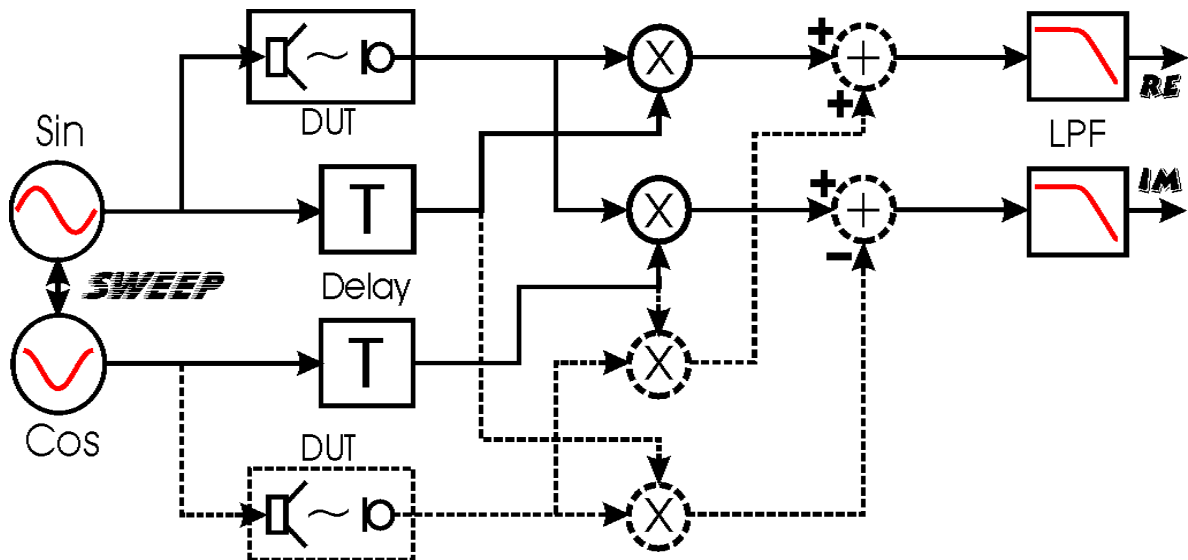 DUT
Sin
T
Delay
SWEEP
T
Cos
DUT
X
X
X
X
+
+
+
+
+
−
LPF
RE
IM